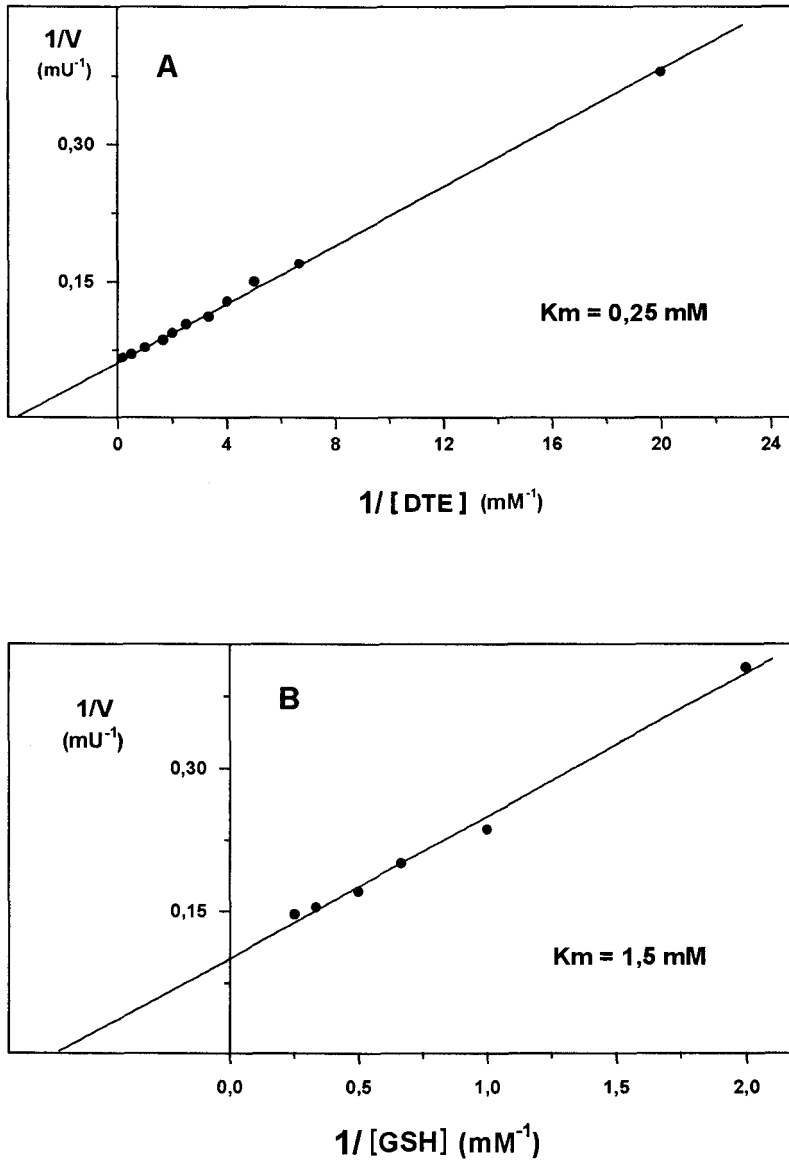 1/V
(mU⁻¹)
A
0,30
0,15
Km = 0,25 mM
0 4 8 12 16 20 24
1/ [ DTE ] (mM⁻¹)
1/V
(mU⁻¹)
B
0,30
0,15
Km = 1,5 mM
0,0 0,5 1,0 1,5 2,0
1/ [GSH] (mM⁻¹)